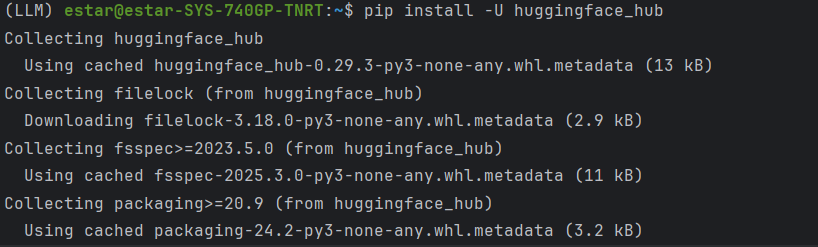 (LLM) estar@estar-SYS-740GP-TNRT:~$ pip install -U huggingface_hub
Collecting huggingface_hub
  Using cached huggingface_hub-0.29.3-py3-none-any.whl.metadata (13 kB)
Collecting filelock (from huggingface_hub)
  Downloading filelock-3.18.0-py3-none-any.whl.metadata (2.9 kB)
Collecting fsspec>=2023.5.0 (from huggingface_hub)
  Using cached fsspec-2025.3.0-py3-none-any.whl.metadata (11 kB)
Collecting packaging>=20.9 (from huggingface_hub)
  Using cached packaging-24.2-py3-none-any.whl.metadata (3.2 kB)